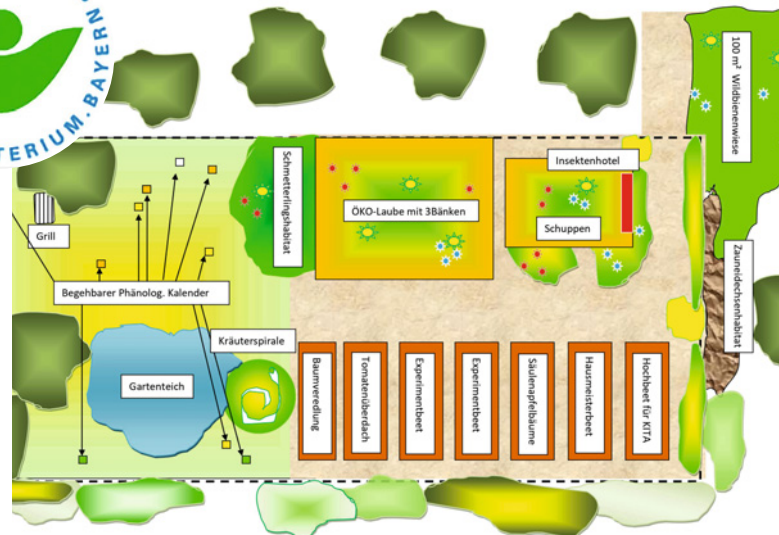 TERIUM.BAYERN
100 m² Wildbienenwiese
Insektenhotel
Schmetterlingshabitat
ÖKO-Laube mit 3Bänken
Schuppen
Grill
Zauneidechsenhabitat
Begehbarer Phänolog. Kalender
Kräuterspirale
Gartenteich
Baumveredlung
Tomatenüberdach
Experimentbeet
Experimentbeet
Säulenapfelbäume
Hausmeisterbeet
Hochbeet für KITA